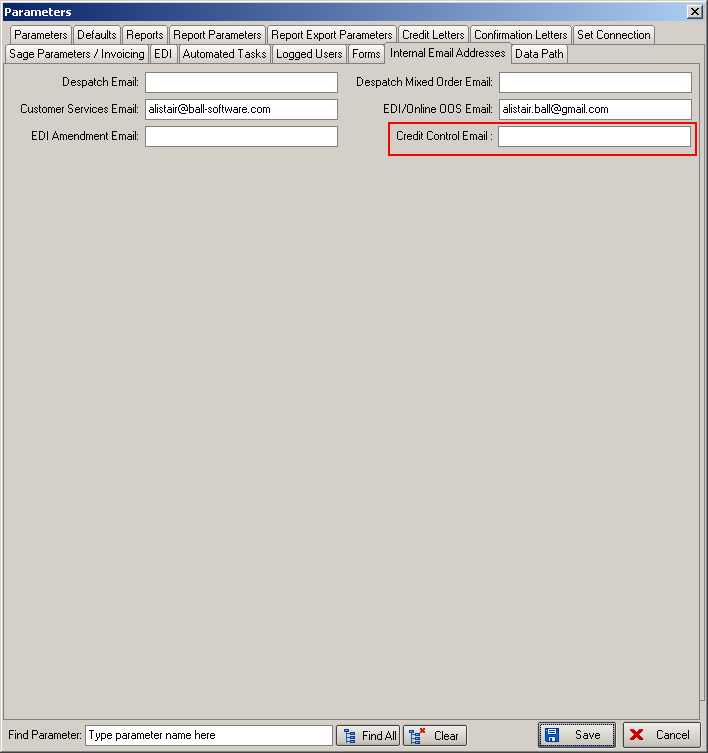 Parameters
Parameters Defaults Reports Report Parameters Report Export Parameters Credit Letters Confirmation Letters Set Connection
Sage Parameters / Invoicing EDI Automated Tasks Logged Users Forms Internal Email Addresses Data Path
Despatch Email: Despatch Mixed Order Email:
Customer Services Email: alistair@ball-software.com EDI/Online OOS Email: alistair.ball@gmail.com
EDI Amendment Email: Credit Control Email :
Find Parameter: Type parameter name here Find All Clear Save Cancel